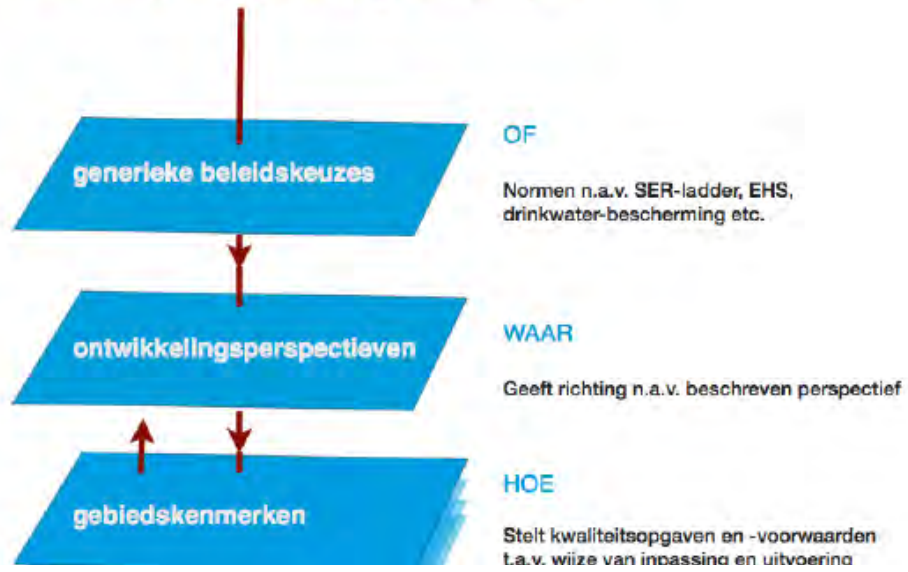 generieke beleidskeuzes
OF
Normen n.a.v. SER-ladder, EHS,
drinkwater-bescherming etc.
ontwikkelingsperspectieven
WAAR
Geeft richting n.a.v. beschreven perspectief
gebiedskenmerken
HOE
Stelt kwaliteitsopgaven en -voorwaarden
t.a.v. wijze van inpassing en uitvoering